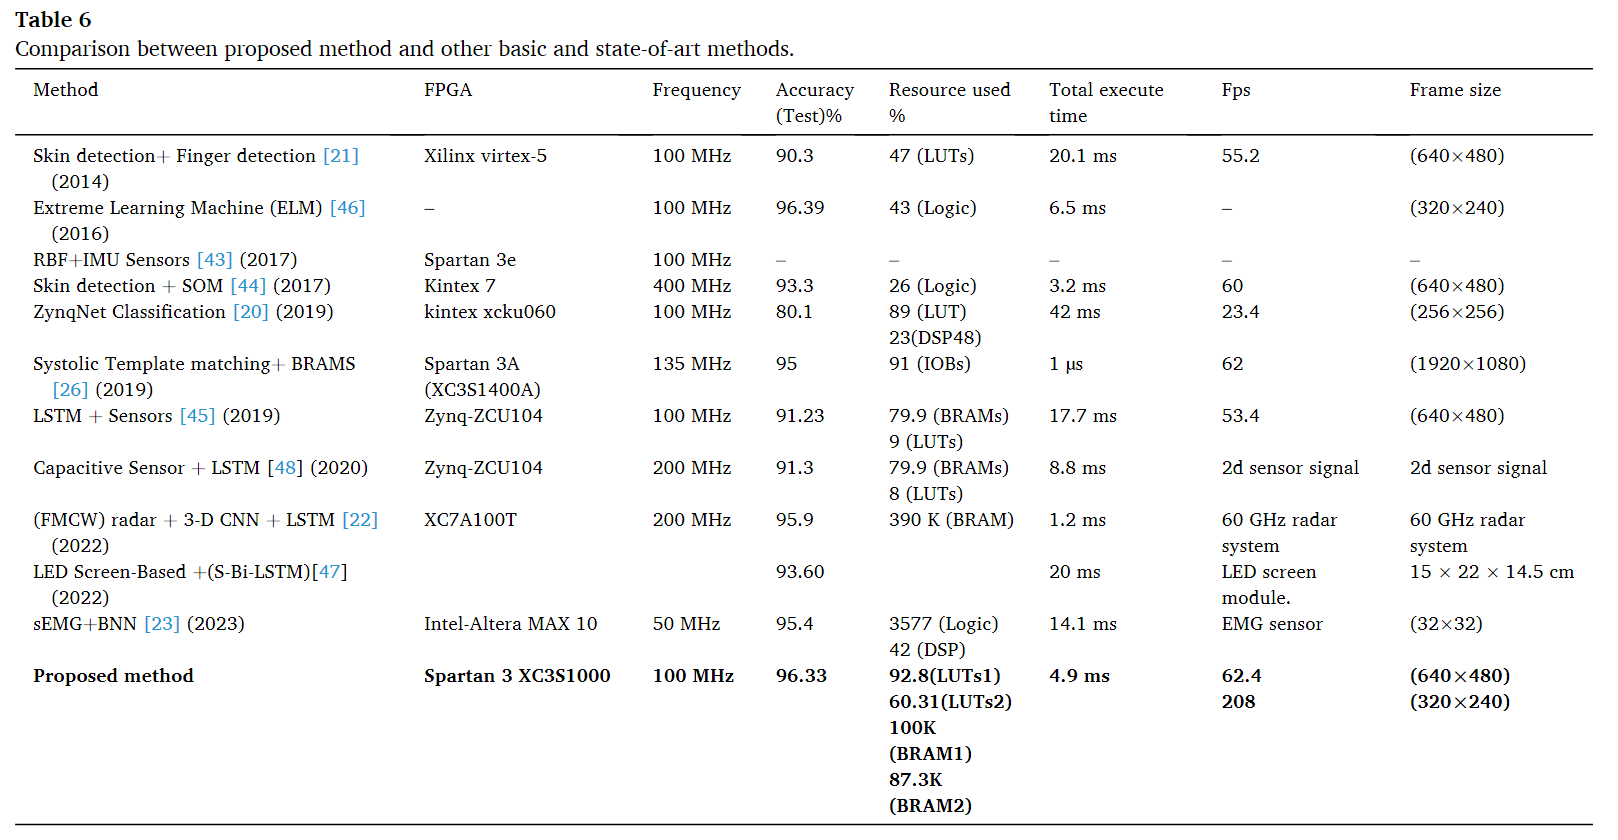 Table 6
Comparison between proposed method and other basic and state-of-art methods.
Method FPGA Frequency Accuracy (Test)% Resource used % Total execute time Fps Frame size
Skin detection+ Finger detection [21] (2014) Xilinx virtex-5 100 MHz 90.3 47 (LUTs) 20.1 ms 55.2 (640×480)
Extreme Learning Machine (ELM) [46] (2016) – 100 MHz 96.39 43 (Logic) 6.5 ms – (320×240)
RBF+IMU Sensors [43] (2017) Spartan 3e 100 MHz – – – – –
Skin detection + SOM [44] (2017) Kintex 7 400 MHz 93.3 26 (Logic) 3.2 ms 60 (640×480)
ZynqNet Classification [20] (2019) kintex xcku060 100 MHz 80.1 89 (LUT) 23(DSP48) 42 ms 23.4 (256×256)
Systolic Template matching+ BRAMS [26] (2019) Spartan 3A (XC3S1400A) 135 MHz 95 91 (IOBs) 1 μs 62 (1920×1080)
LSTM + Sensors [45] (2019) Zynq-ZCU104 100 MHz 91.23 79.9 (BRAMs) 9 (LUTs) 17.7 ms 53.4 (640×480)
Capacitive Sensor + LSTM [48] (2020) Zynq-ZCU104 200 MHz 91.3 79.9 (BRAMs) 8 (LUTs) 8.8 ms 2d sensor signal 2d sensor signal
(FMCW) radar + 3-D CNN + LSTM [22] (2022) XC7A100T 200 MHz 95.9 390 K (BRAM) 1.2 ms 60 GHz radar system 60 GHz radar system
LED Screen-Based +(S-Bi-LSTM)[47] (2022) 93.60 20 ms LED screen module. 15 × 22 × 14.5 cm
sEMG+BNN [23] (2023) Intel-Altera MAX 10 50 MHz 95.4 3577 (Logic) 42 (DSP) 14.1 ms EMG sensor (32×32)
Proposed method Spartan 3 XC3S1000 100 MHz 96.33 92.8(LUTs1) 4.9 ms 62.4 (640×480)
60.31(LUTs2) 208 (320×240)
100K
(BRAM1)
87.3K
(BRAM2)